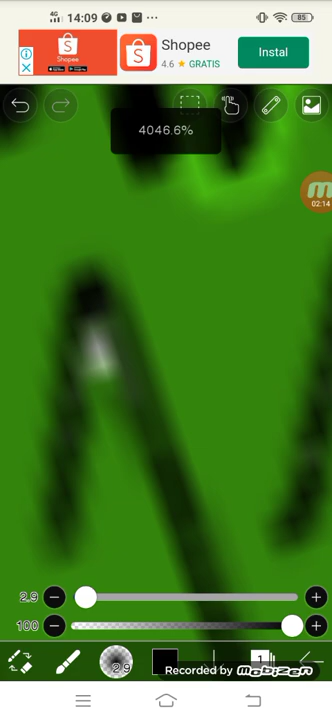 4G 14:09 85
Shopee
Shopee
4.6 ★ GRATIS
Instal
4046.6%
02:14
2.9
100
2.9
1
Recorded by mobizen